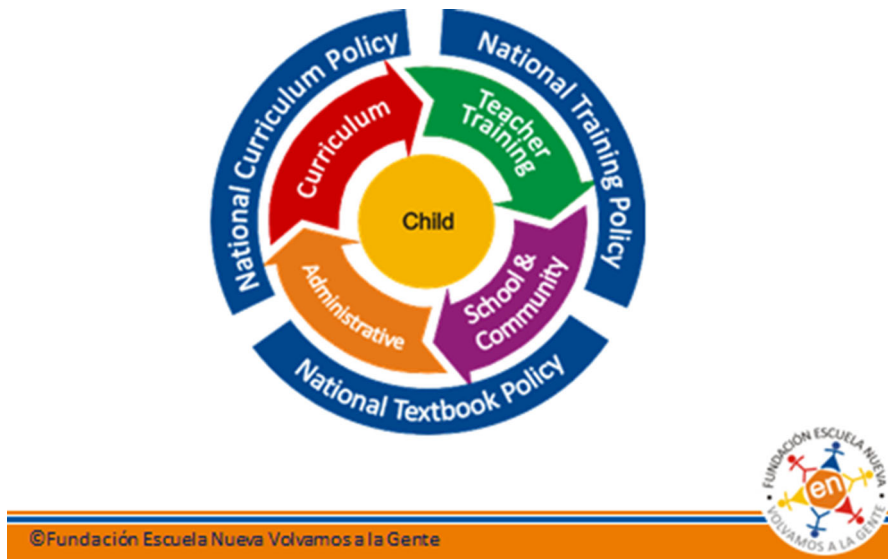 National Curriculum Policy
National Training Policy
Curriculum
Teacher
Training
Child
Administrative
School &
Community
National Textbook Policy
FUNDACIÓN ESCUELA NUEVA
en
VOLVAMOS A LA GENTE
©Fundación Escuela Nueva Volvamos a la Gente